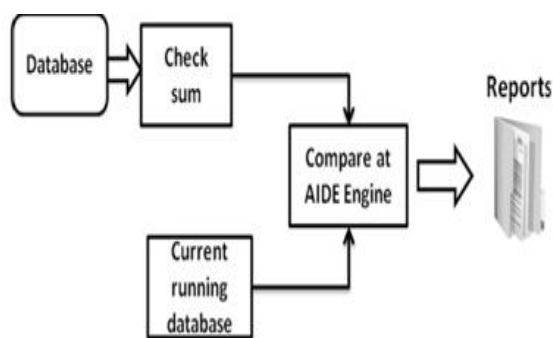 Database
Check
sum
Reports
Compare at
AIDE Engine
Current
running
database